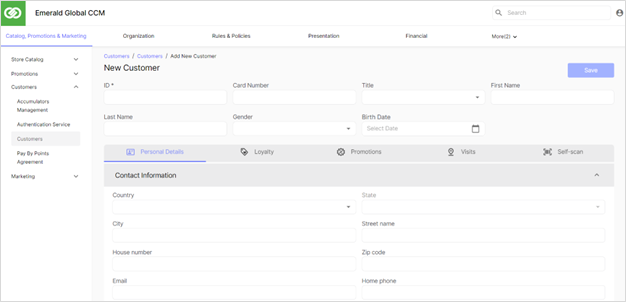 Emerald Global CCM
Search
Catalog, Promotions & Marketing
Organization
Rules & Policies
Presentation
Financial
More(2)
Store Catalog
Promotions
Customers
Accumulators
Management
Authentication Service
Customers
Pay By Points
Agreement
Marketing
Customers / Customers / Add New Customer
New Customer
Save
ID *
Card Number
Title
First Name
Last Name
Gender
Birth Date
Select Date
Personal Details
Loyalty
Promotions
Visits
Self-scan
Contact Information
Country
State
City
Street name
House number
Zip code
Email
Home phone